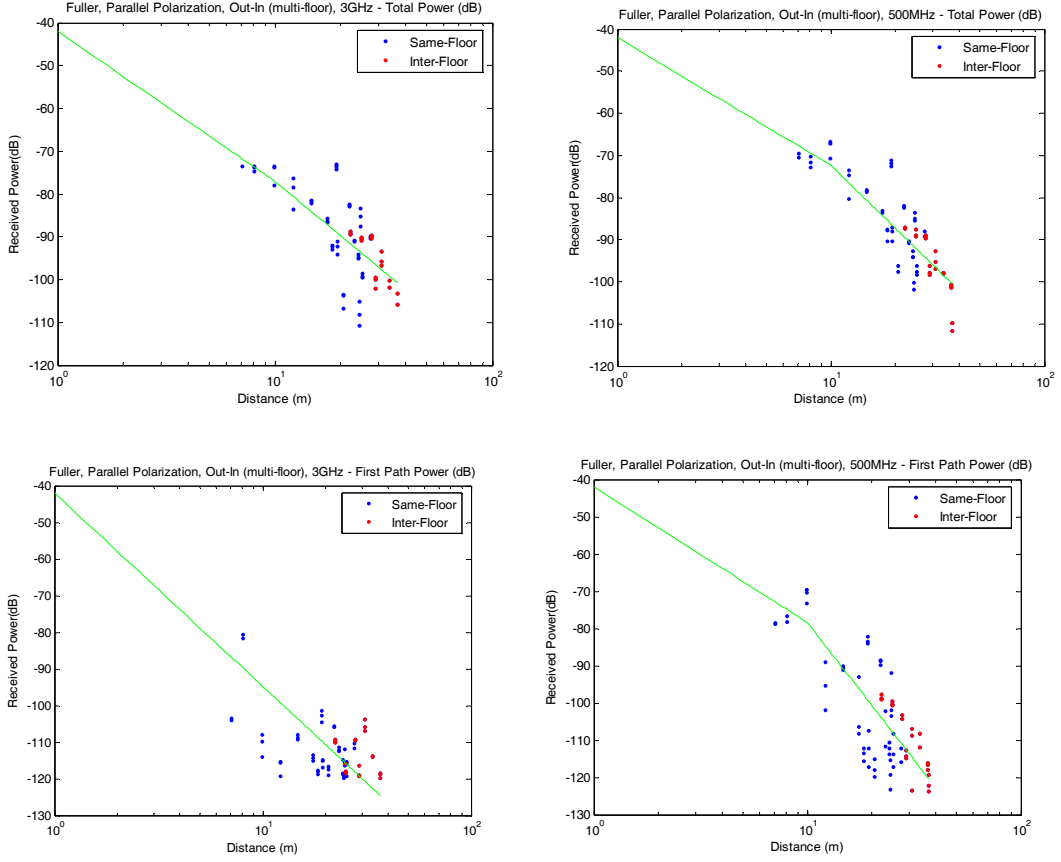 Fuller, Parallel Polarization, Out-In (multi-floor), 3GHz - Total Power (dB)
-40
-50
-60
-70
-80
-90
-100
-110
-120
Received Power(dB)
Same-Floor
Inter-Floor
10^0
10^1
10^2
Distance (m)
Fuller, Parallel Polarization, Out-In (multi-floor), 500MHz - Total Power (dB)
-40
-50
-60
-70
-80
-90
-100
-110
-120
Received Power(dB)
Same-Floor
Inter-Floor
10^0
10^1
10^2
Distance (m)
Fuller, Parallel Polarization, Out-In (multi-floor), 3GHz - First Path Power (dB)
-40
-50
-60
-70
-80
-90
-100
-110
-120
-130
Received Power(dB)
Same-Floor
Inter-Floor
10^0
10^1
10^2
Distance (m)
Fuller, Parallel Polarization, Out-In (multi-floor), 500MHz - First Path Power (dB)
-40
-50
-60
-70
-80
-90
-100
-110
-120
-130
Received Power(dB)
Same-Floor
Inter-Floor
10^0
10^1
10^2
Distance (m)